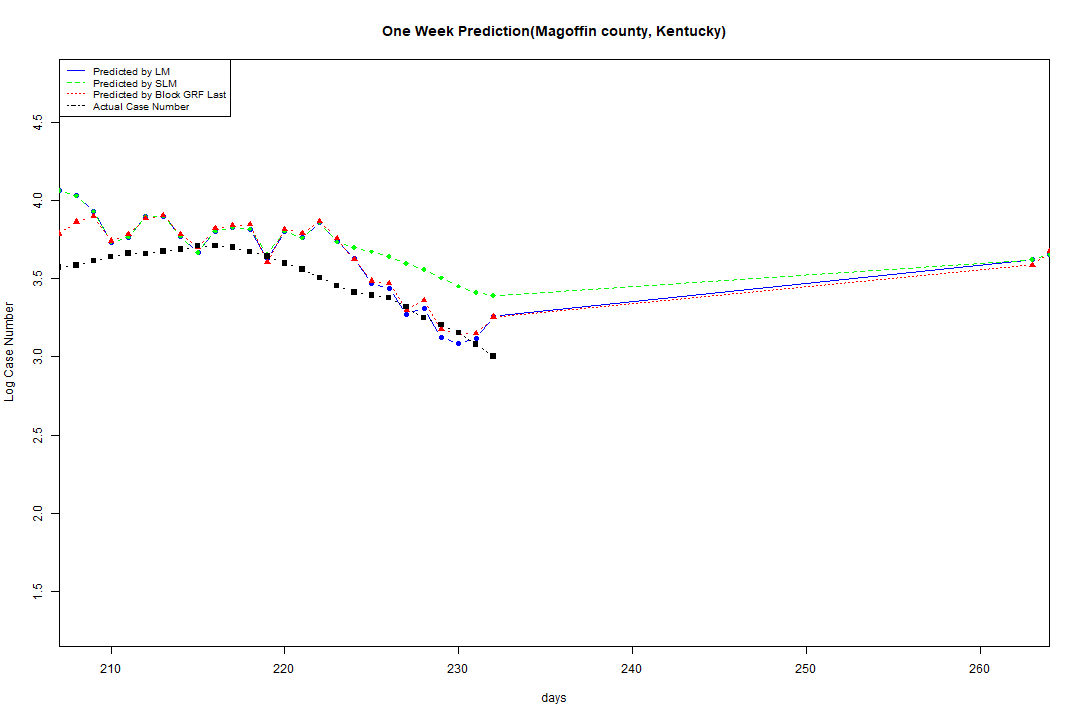 One Week Prediction(Magoffin county, Kentucky)
Predicted by LM
Predicted by SLM
Predicted by Block GRF Last
Actual Case Number
4.5
4.0
3.5
3.0
2.5
2.0
1.5
Log Case Number
210 220 230 240 250 260
days